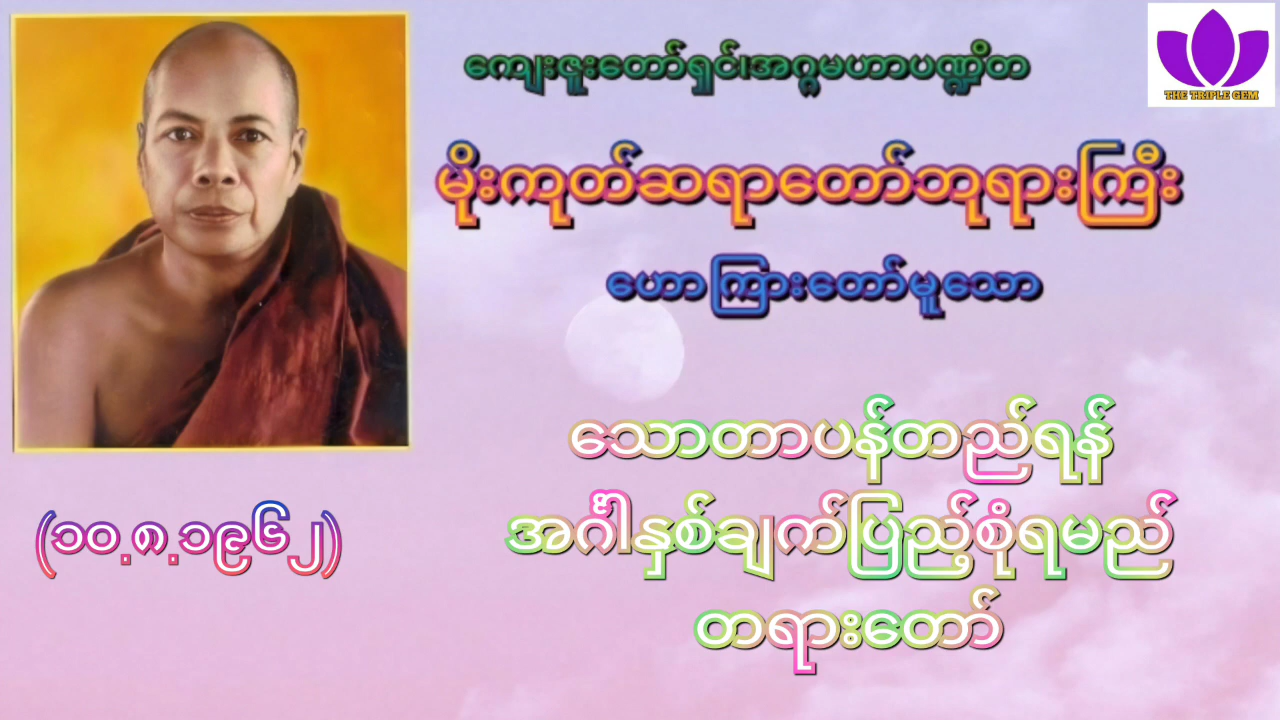 THE TRIPLE GEM
ကျေးဇူးတော်ရှင်၊အဂ္ဂမဟာပဏ္ဍိတ
မိုးကုတ်ဆရာတော်ဘုရားကြီး
ဟောကြားတော်မူသော
သောတာပန်တည်ရန်
အင်္ဂါနှစ်ချက်ပြည့်စုံရမည်
တရားတော်
(၁၀.၈.၁၉၆၂)